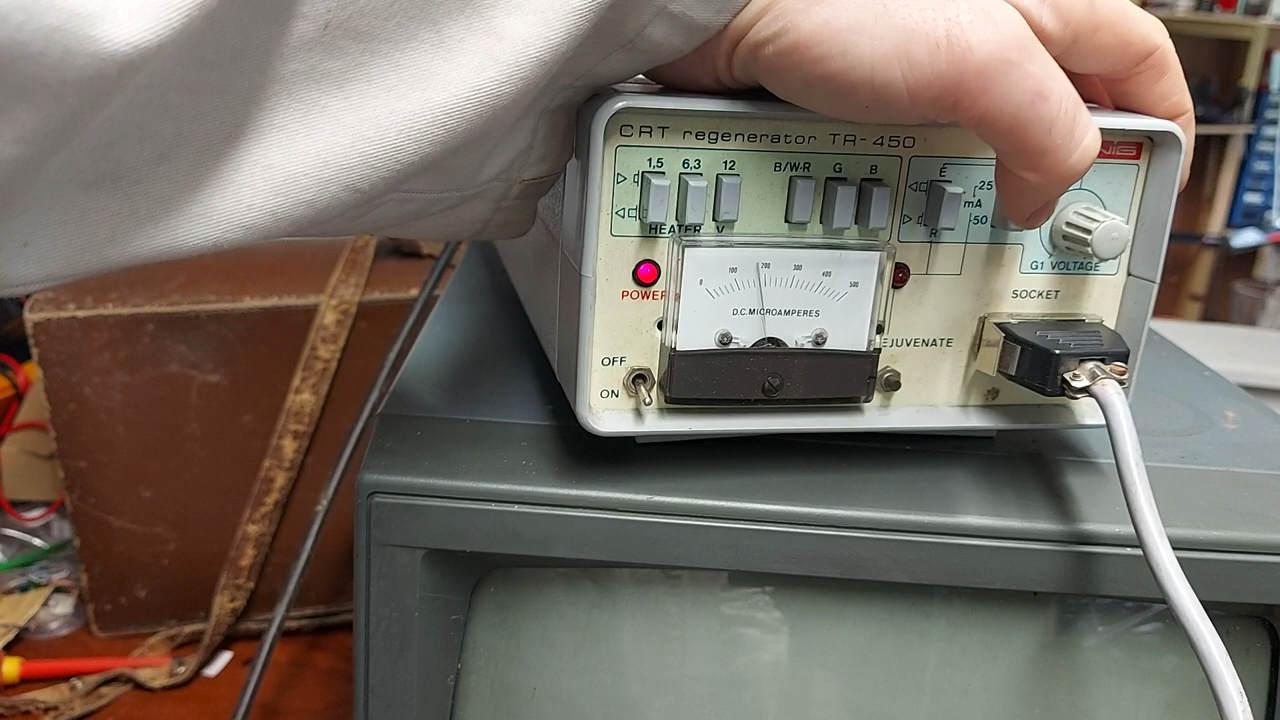 CRT regenerator TR-450
1,5 6,3 12 B/W-R G B
E
25
mA
50
R
HEATER V
G1 VOLTAGE
POWER
0 100 200 300 400 500
D.C. MICROAMPERES
SOCKET
EJUVENATE
OFF
ON